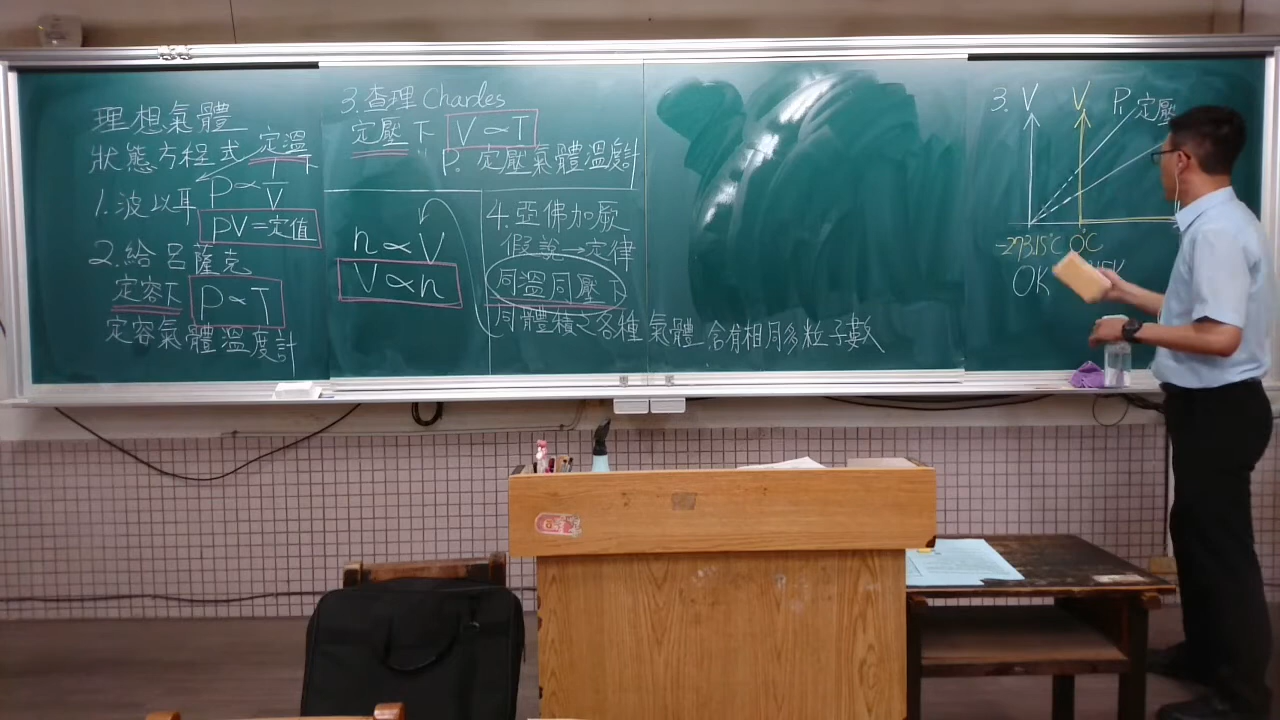 理想氣體
狀態方程式 定溫下
1.波以耳 P∝1/V
PV=定值
2.給呂薩克
定容下 P∝T
定容氣體溫度計
3.查理 Charles
定壓下 V∝T
P. 定壓氣體溫度計
n∝V
V∝n
4.亞佛加厥
假說→定律
同溫同壓下
同體積之各種氣體含有相同多粒子數
3. V V P1 定壓
-273.15°C 0°C
0K